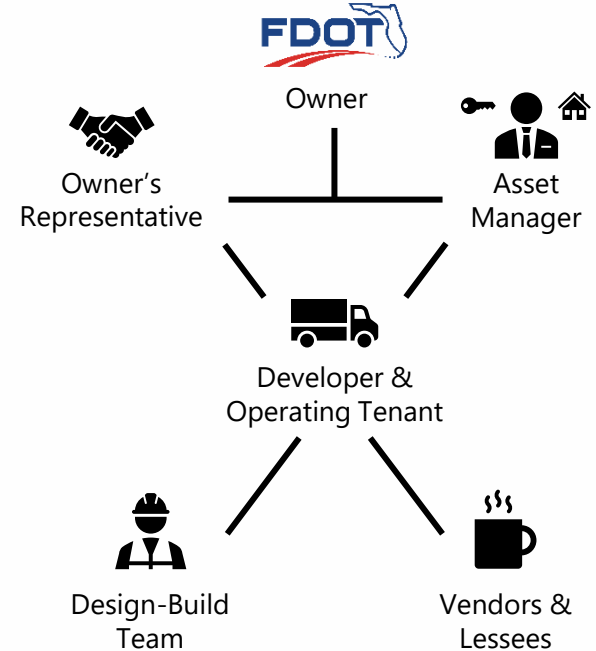 FDOT
Owner
Owner’s
Representative
Asset
Manager
Developer &
Operating Tenant
Design-Build
Team
Vendors &
Lessees